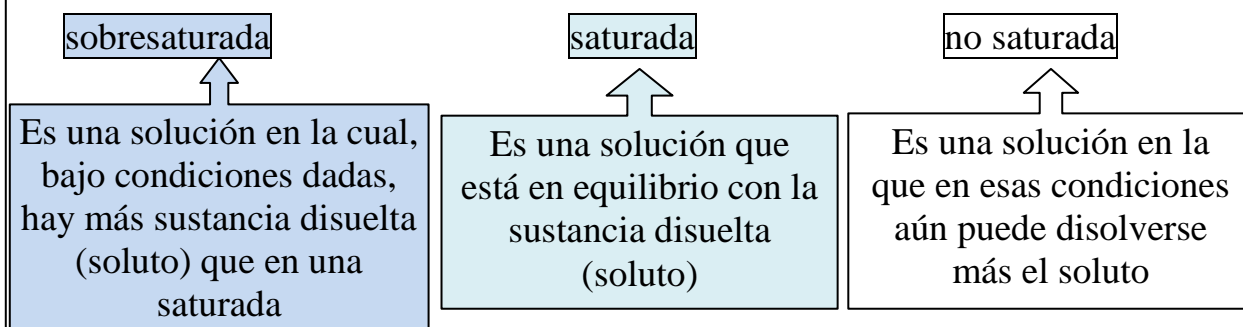 sobresaturada
Es una solución en la cual,
bajo condiciones dadas,
hay más sustancia disuelta
(soluto) que en una
saturada
saturada
Es una solución que
está en equilibrio con la
sustancia disuelta
(soluto)
no saturada
Es una solución en la
que en esas condiciones
aún puede disolverse
más el soluto